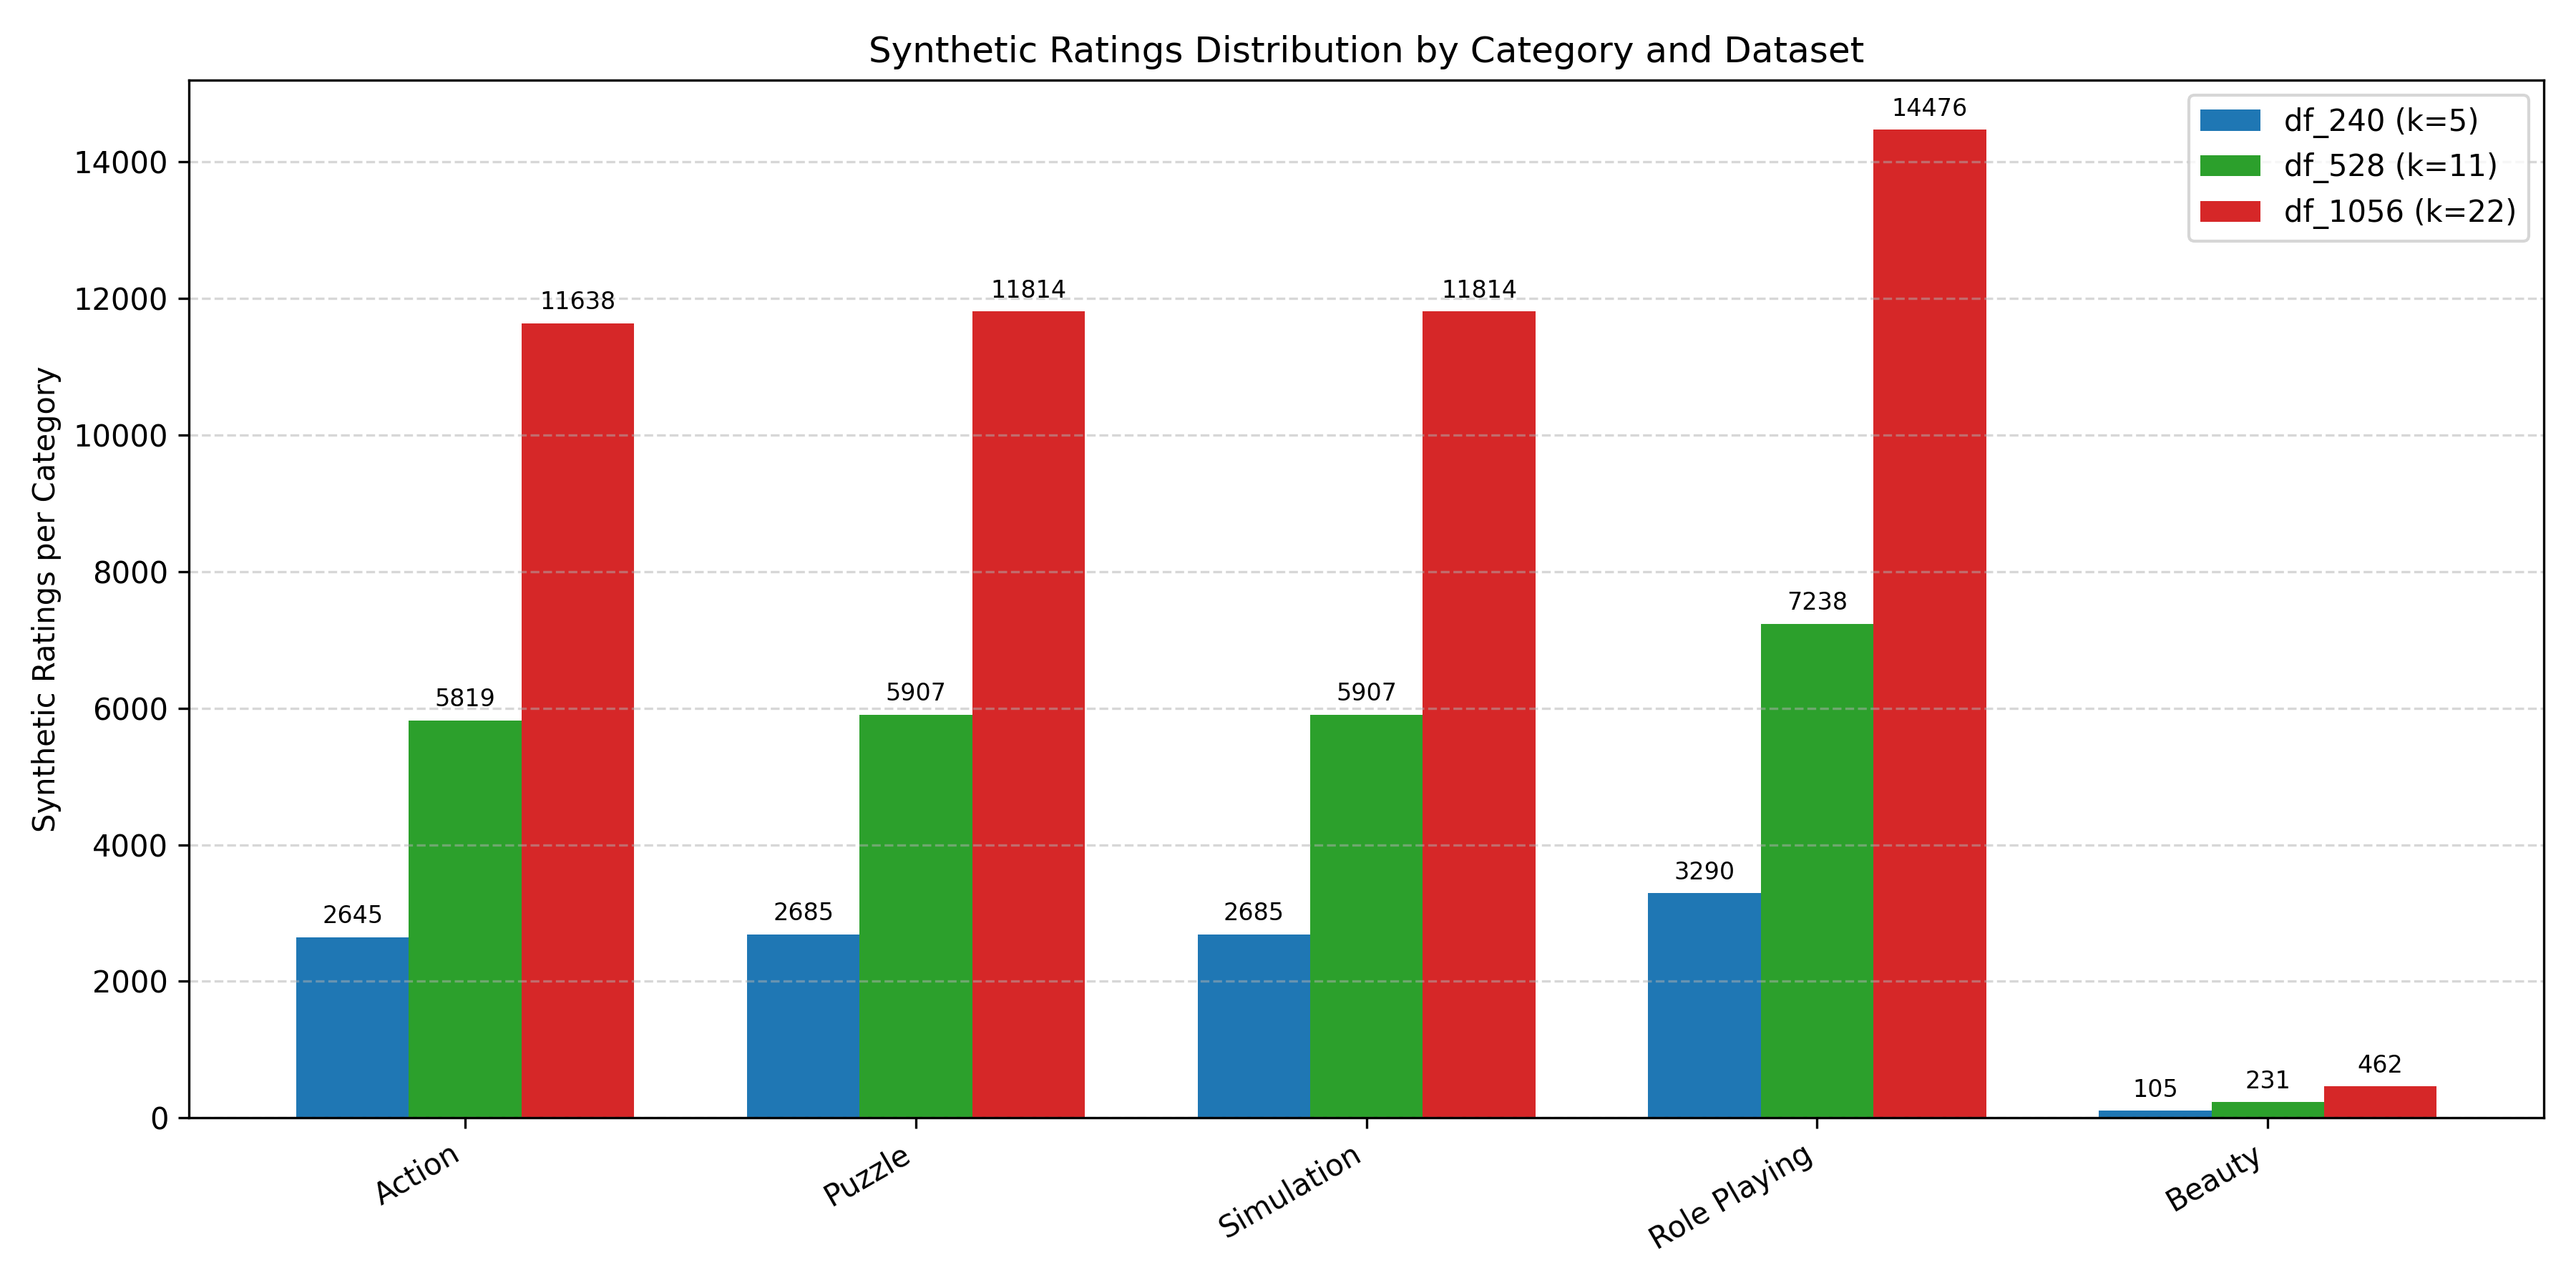 Synthetic Ratings Distribution by Category and Dataset
Synthetic Ratings per Category
14000
12000
10000
8000
6000
4000
2000
0
df_240 (k=5)
df_528 (k=11)
df_1056 (k=22)
2645
5819
11638
2685
5907
11814
2685
5907
11814
3290
7238
14476
105
231
462
Action
Puzzle
Simulation
Role Playing
Beauty